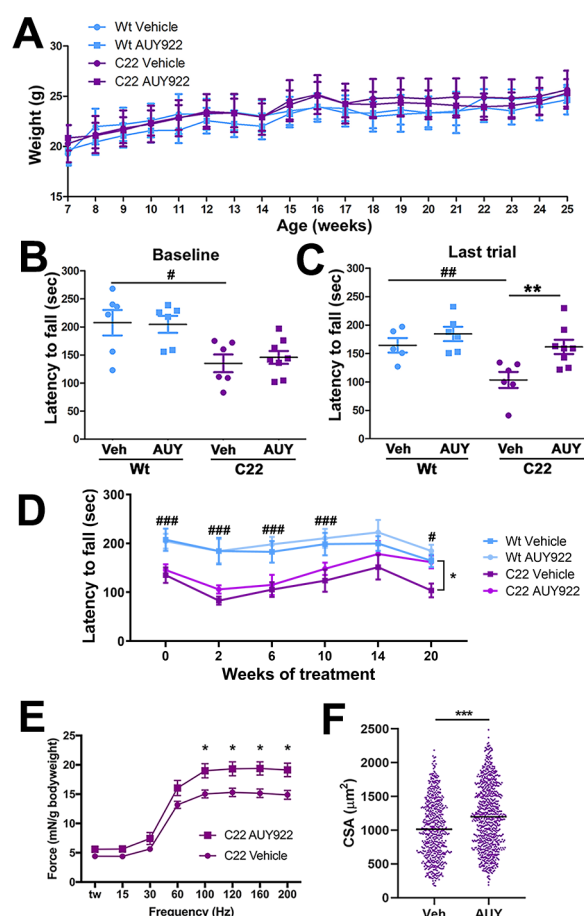 A
Wt Vehicle
Wt AUY922
C22 Vehicle
C22 AUY922
Weight (g)
30
25
20
15
7 8 9 10 11 12 13 14 15 16 17 18 19 20 21 22 23 24 25
Age (weeks)
B
Baseline
Latency to fall (sec)
300
250
200
150
100
50
0
#
Veh AUY Veh AUY
Wt C22
C
Last trial
Latency to fall (sec)
300
250
200
150
100
50
0
##
**
Veh AUY Veh AUY
Wt C22
D
Latency to fall (sec)
300
200
100
0
### ### ### ### #
*
Wt Vehicle
Wt AUY922
C22 Vehicle
C22 AUY922
0 2 6 10 14 20
Weeks of treatment
E
Force (mN/g bodyweight)
25
20
15
10
5
0
* * * *
C22 AUY922
C22 Vehicle
tw 15 30 60 100 120 160 200
Frequency (Hz)
F
CSA (μm²)
2500
2000
1500
1000
500
0
***
Veh AUY